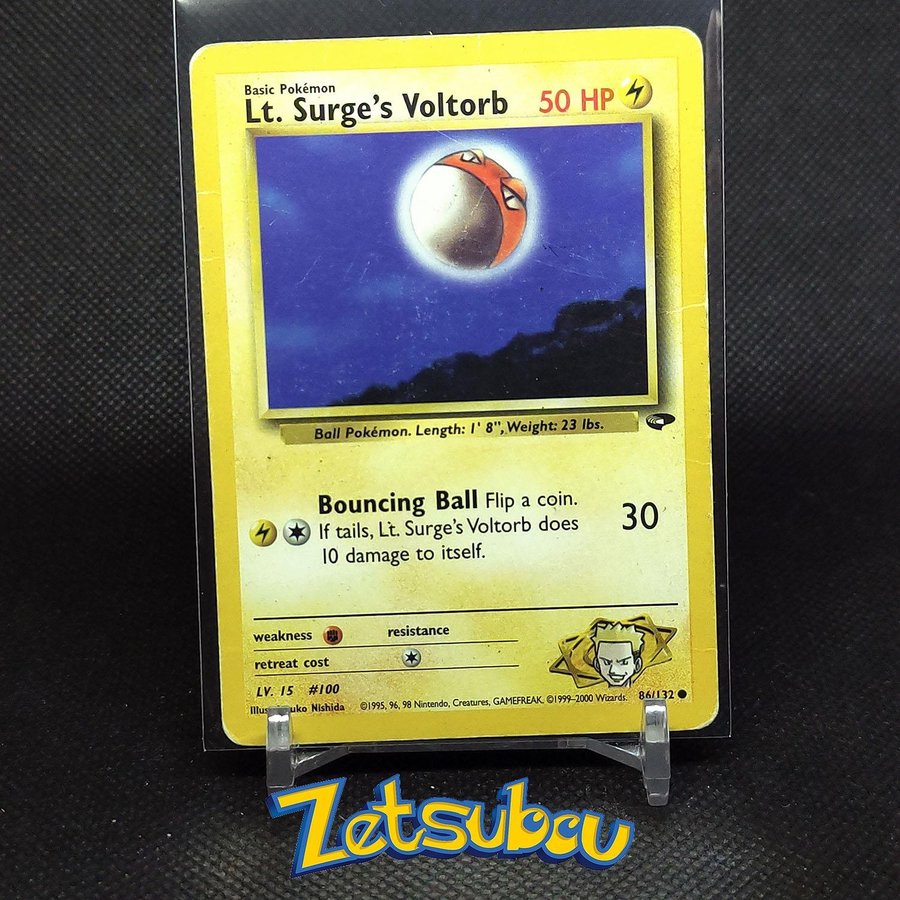 Basic Pokémon
Lt. Surge's Voltorb 50 HP
Ball Pokémon. Length: 1' 8", Weight: 23 lbs.
Bouncing Ball Flip a coin.
If tails, Lt. Surge's Voltorb does
10 damage to itself.
30
weakness resistance
retreat cost
LV. 15 #100
86/132
Nishida ©1995, 96, 98 Nintendo, Creatures, GAMEFREAK. ©1999-2000 Wizards.
Zetsubou